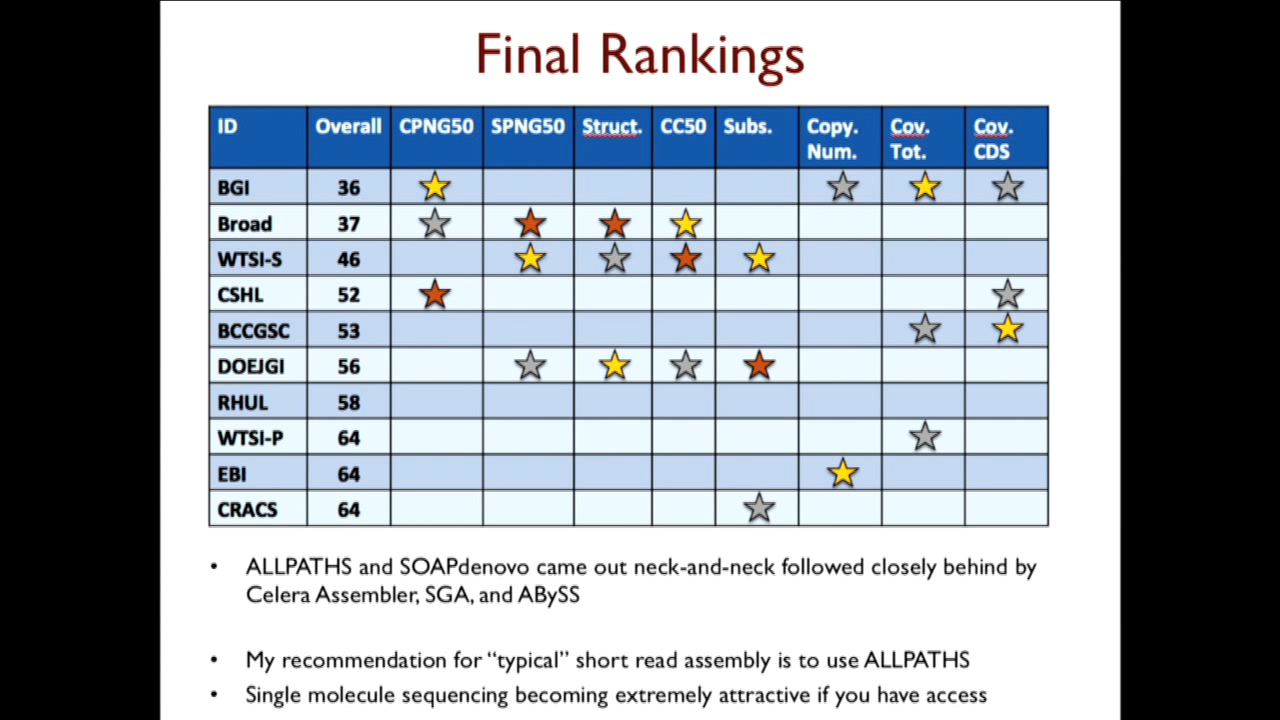 Final Rankings
ID Overall CPNG50 SPNG50 Struct. CC50 Subs. Copy. Num. Cov. Tot. Cov. CDS
BGI 36
Broad 37
WTSI-S 46
CSHL 52
BCCGSC 53
DOEJGI 56
RHUL 58
WTSI-P 64
EBI 64
CRACS 64
• ALLPATHS and SOAPdenovo came out neck-and-neck followed closely behind by
Celera Assembler, SGA, and ABySS
• My recommendation for “typical” short read assembly is to use ALLPATHS
• Single molecule sequencing becoming extremely attractive if you have access